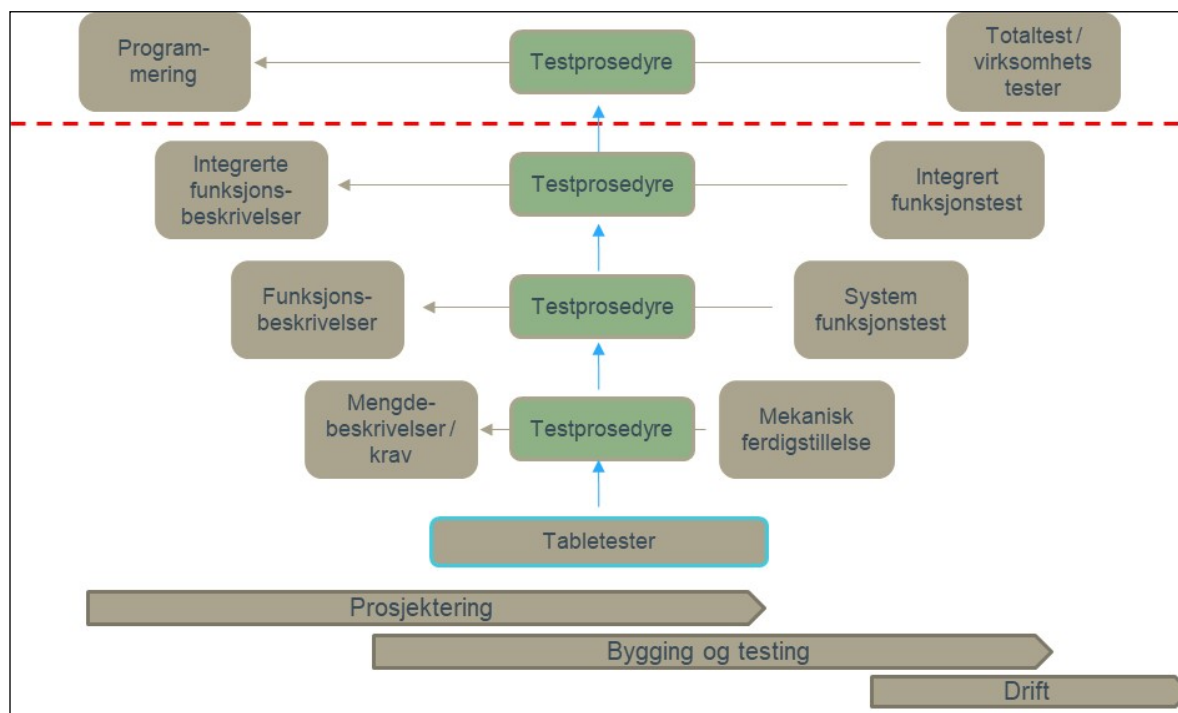 Program-
mering
Testprosedyre
Totaltest /
virksomhets
tester
Integrerte
funksjons-
beskrivelser
Testprosedyre
Integrert
funksjonstest
Funksjons-
beskrivelser
Testprosedyre
System
funksjonstest
Mengde-
beskrivelser /
krav
Testprosedyre
Mekanisk
ferdigstillelse
Tabletester
Prosjektering
Bygging og testing
Drift